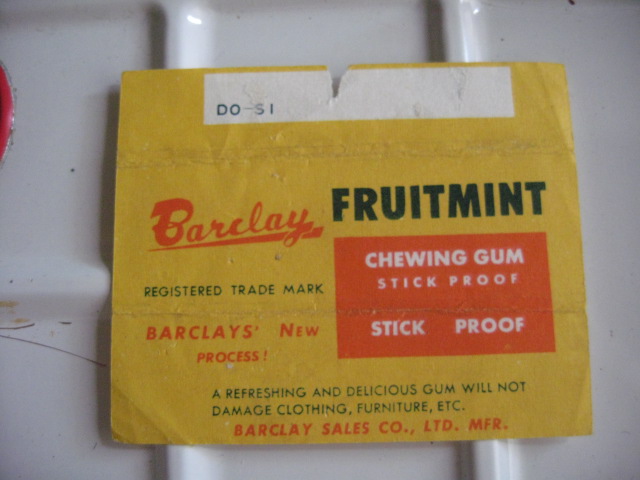 DO-SI
Barclay FRUITMINT
CHEWING GUM
STICK PROOF
REGISTERED TRADE MARK
BARCLAYS' NEW
PROCESS!
STICK PROOF
A REFRESHING AND DELICIOUS GUM WILL NOT
DAMAGE CLOTHING, FURNITURE, ETC.
BARCLAY SALES CO., LTD. MFR.